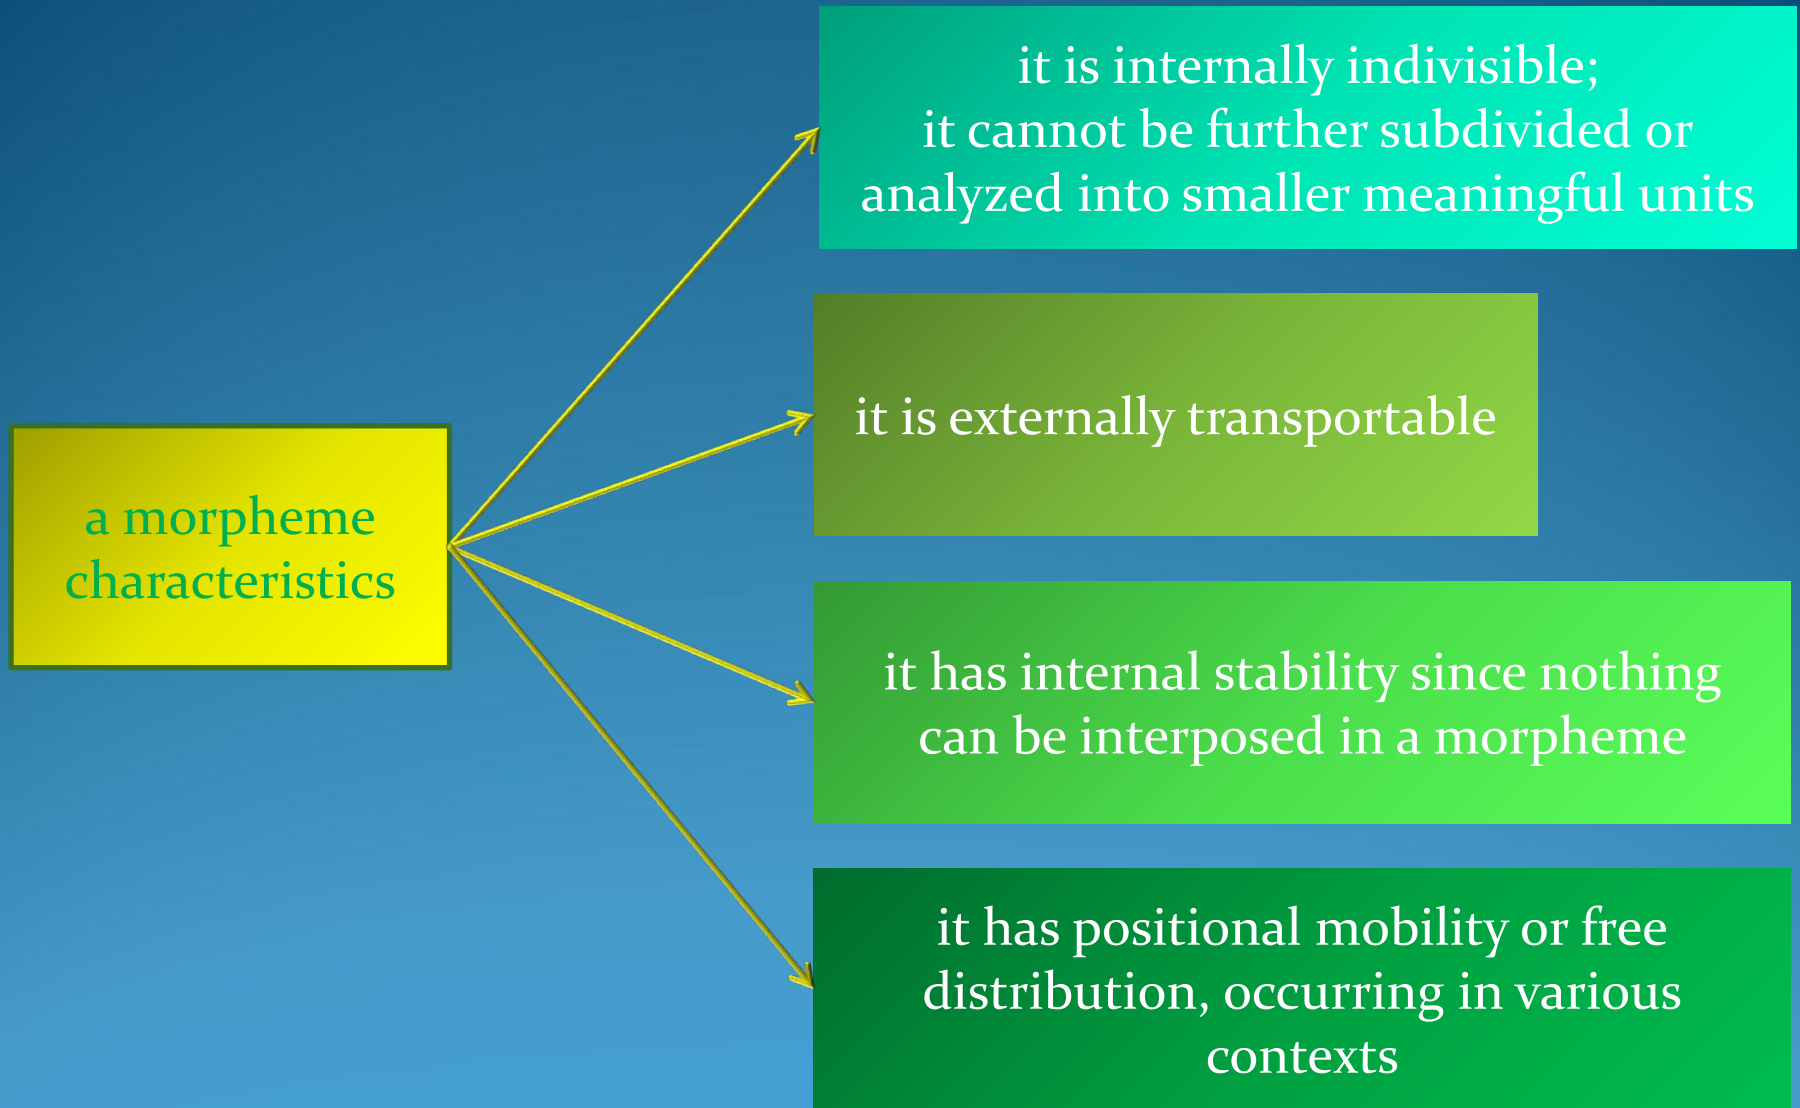 a morpheme
characteristics
it is internally indivisible;
it cannot be further subdivided or
analyzed into smaller meaningful units
it is externally transportable
it has internal stability since nothing
can be interposed in a morpheme
it has positional mobility or free
distribution, occurring in various
contexts